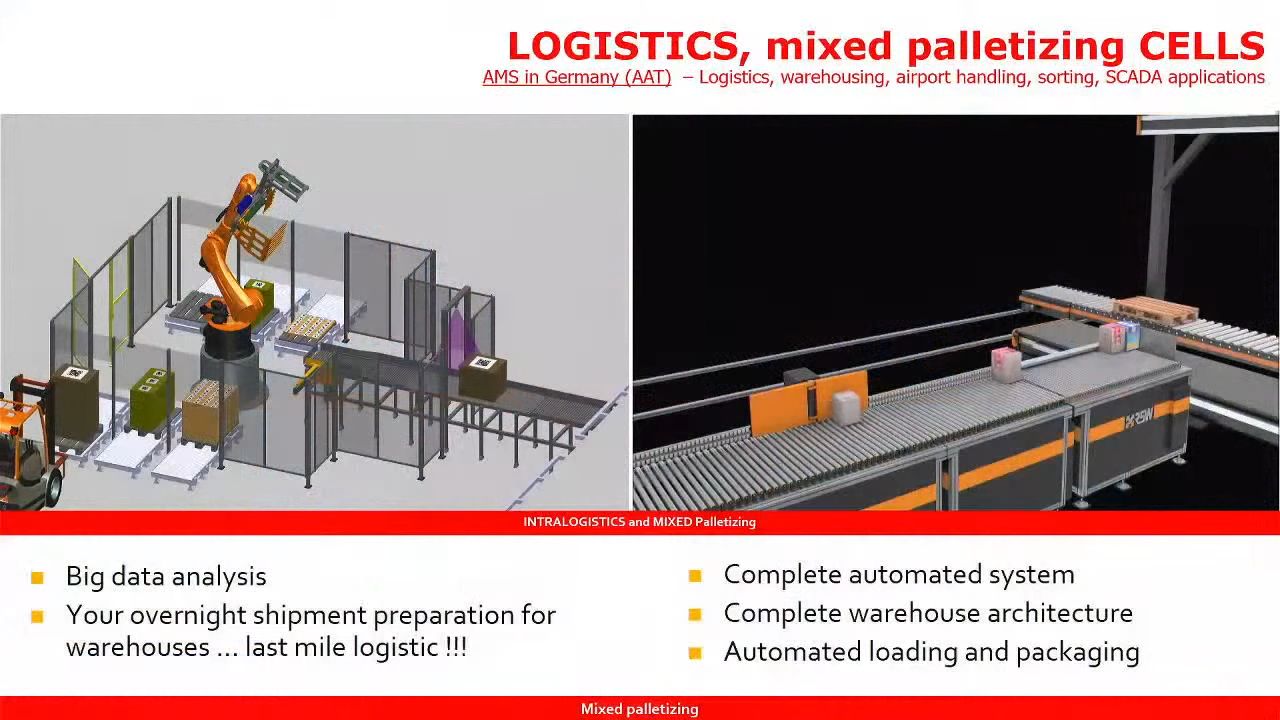 LOGISTICS, mixed palletizing CELLS
AMS in Germany (AAT) – Logistics, warehousing, airport handling, sorting, SCADA applications
RSW
INTRALOGISTICS and MIXED Palletizing
Big data analysis
Your overnight shipment preparation for
warehouses ... last mile logistic !!!
Complete automated system
Complete warehouse architecture
Automated loading and packaging
Mixed palletizing